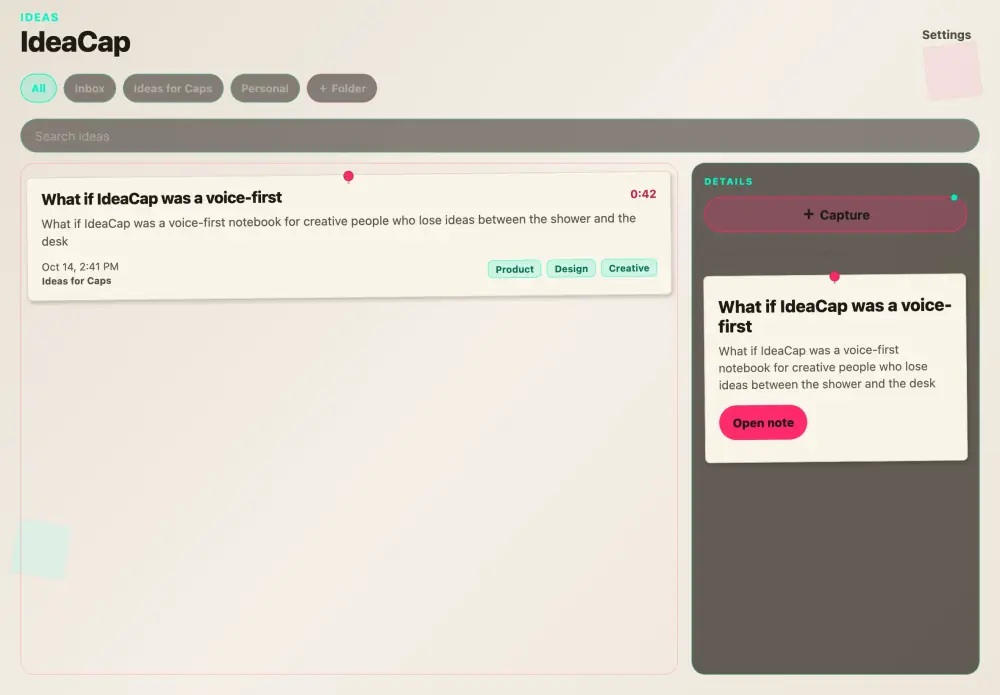 IDEAS
IdeaCap
Settings
All
Inbox
Ideas for Caps
Personal
+ Folder
Search ideas
What if IdeaCap was a voice-first
0:42
What if IdeaCap was a voice-first notebook for creative people who lose ideas between the shower and the
desk
Oct 14, 2:41 PM
Ideas for Caps
Product
Design
Creative
DETAILS
+ Capture
What if IdeaCap was a voice-
first
What if IdeaCap was a voice-first
notebook for creative people who lose
ideas between the shower and the desk
Open note